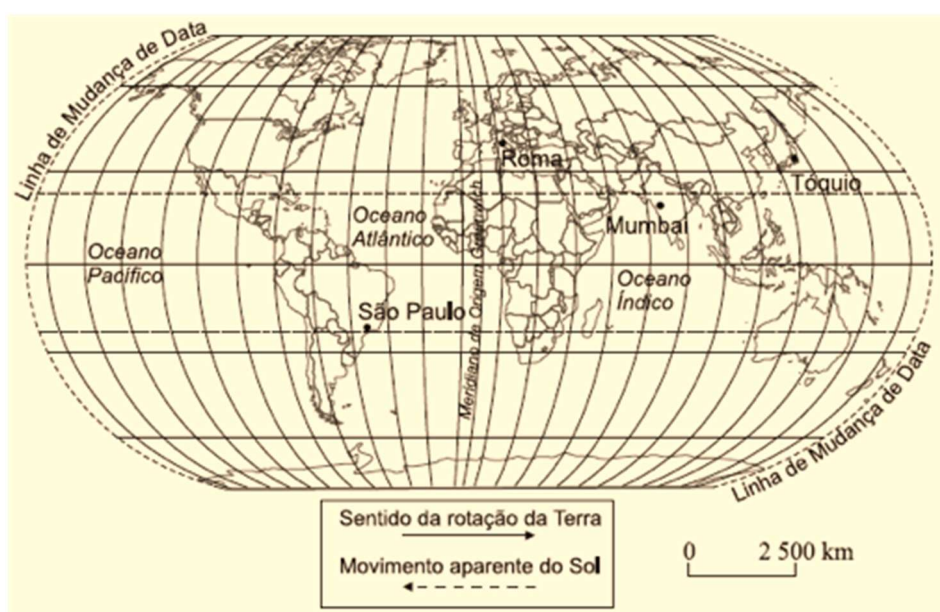 Linha de Mudança de Data
Roma
Tóquio
Oceano
Atlântico
Mumbai
Oceano
Pacífico
Oceano
Índico
São Paulo
Meridiano de Origem Greenwich
Linha de Mudança de Data
Sentido da rotação da Terra
Movimento aparente do Sol
0 2 500 km